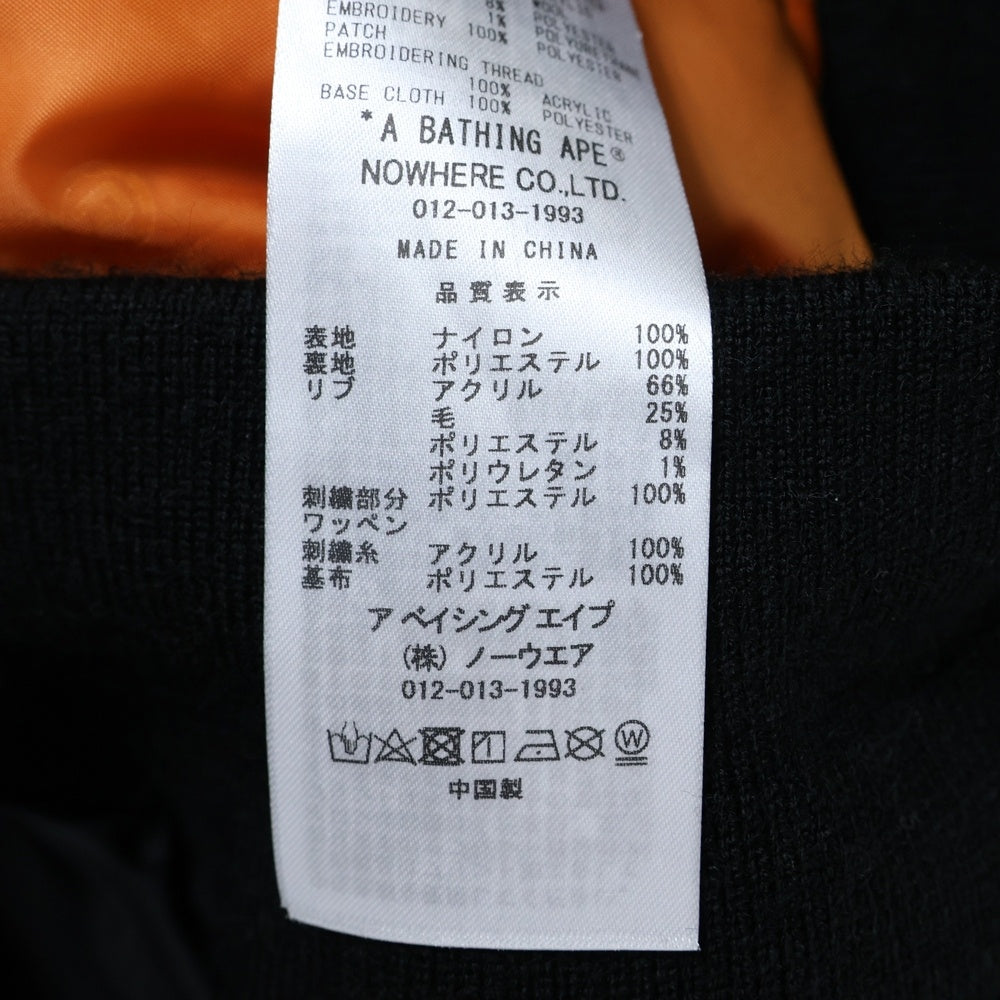 8%
EMBROIDERY 1% POLYESTER
PATCH 100% POLYURETHANE
POLYESTER
EMBROIDERING THREAD
100% ACRYLIC
BASE CLOTH 100% POLYESTER
*A BATHING APE®
NOWHERE CO.,LTD.
012-013-1993
MADE IN CHINA
品質表示
表地 ナイロン 100%
裏地 ポリエステル 100%
リブ アクリル 66%
毛 25%
ポリエステル 8%
ポリウレタン 1%
刺繍部分 ポリエステル 100%
ワッペン
刺繍糸 アクリル 100%
基布 ポリエステル 100%
ア ベイシング エイプ
(株) ノーウエア
012-013-1993
W
中国製